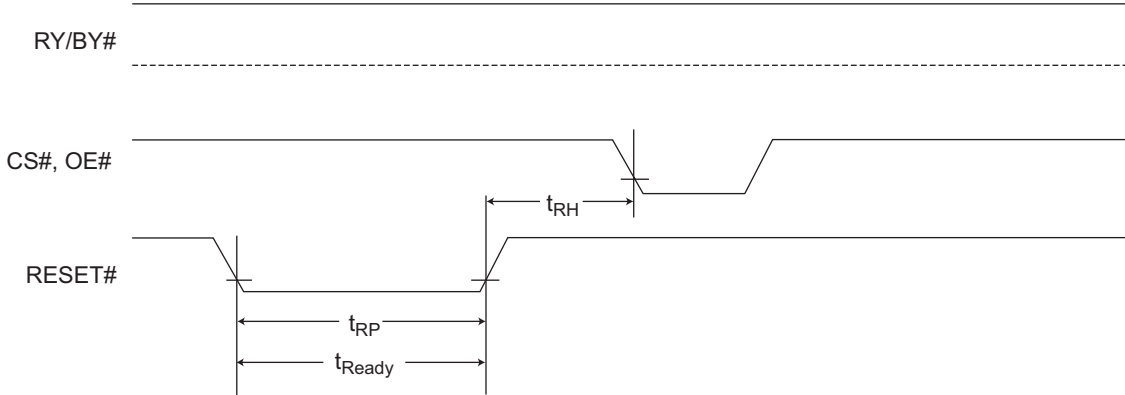 RY/BY#
CS#, OE#
tRH
RESET#
tRP
tReady